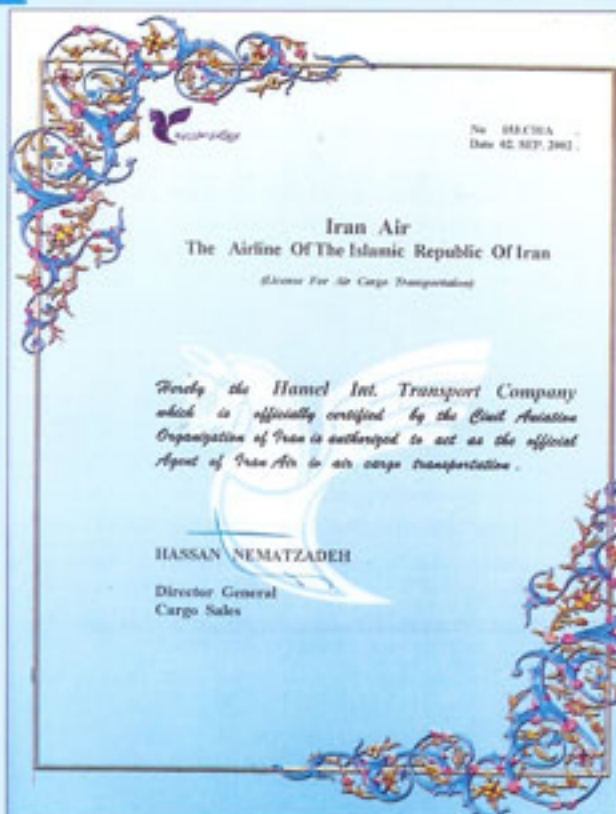 No
Date 02. SEP. 2002 .
Iran Air
The Airline Of The Islamic Republic Of Iran
(License For Air Cargo Transportation)
Hereby the Hamel Int. Transport Company
which is officially certified by the Civil Aviation
Organization of Iran is authorized to act as the official
Agent of Iran Air in air cargo transportation .
HASSAN NEMATZADEH
Director General
Cargo Sales